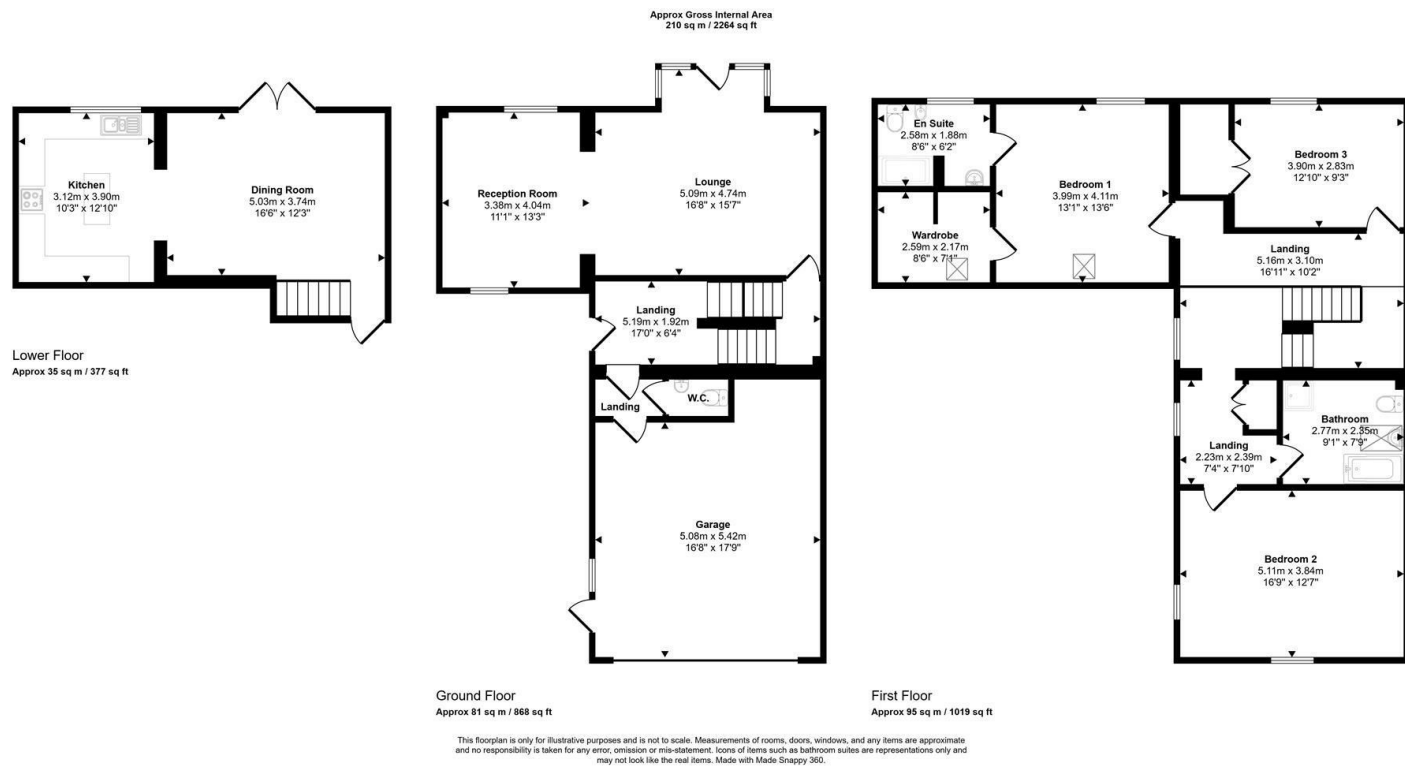 Approx Gross Internal Area
210 sq m / 2264 sq ft
Kitchen
3.12m x 3.90m
10'3" x 12'10"
Dining Room
5.03m x 3.74m
16'6" x 12'3"
Lower Floor
Approx 35 sq m / 377 sq ft
Reception Room
3.38m x 4.04m
11'1" x 13'3"
Lounge
5.09m x 4.74m
16'8" x 15'7"
Landing
5.19m x 1.92m
17'0" x 6'4"
Landing
W.C.
Garage
5.08m x 5.42m
16'8" x 17'9"
Ground Floor
Approx 81 sq m / 868 sq ft
En Suite
2.58m x 1.88m
8'6" x 6'2"
Wardrobe
2.59m x 2.17m
8'6" x 7'1"
Bedroom 1
3.99m x 4.11m
13'1" x 13'6"
Bedroom 3
3.90m x 2.83m
12'10" x 9'3"
Landing
5.16m x 3.10m
16'11" x 10'2"
Bathroom
2.77m x 2.35m
9'1" x 7'9"
Landing
2.23m x 2.39m
7'4" x 7'10"
Bedroom 2
5.11m x 3.84m
16'9" x 12'7"
First Floor
Approx 95 sq m / 1019 sq ft
This floorplan is only for illustrative purposes and is not to scale. Measurements of rooms, doors, windows, and any items are approximate
and no responsibility is taken for any error, omission or mis-statement. Icons of items such as bathroom suites are representations only and
may not look like the real items. Made with Made Snappy 360.